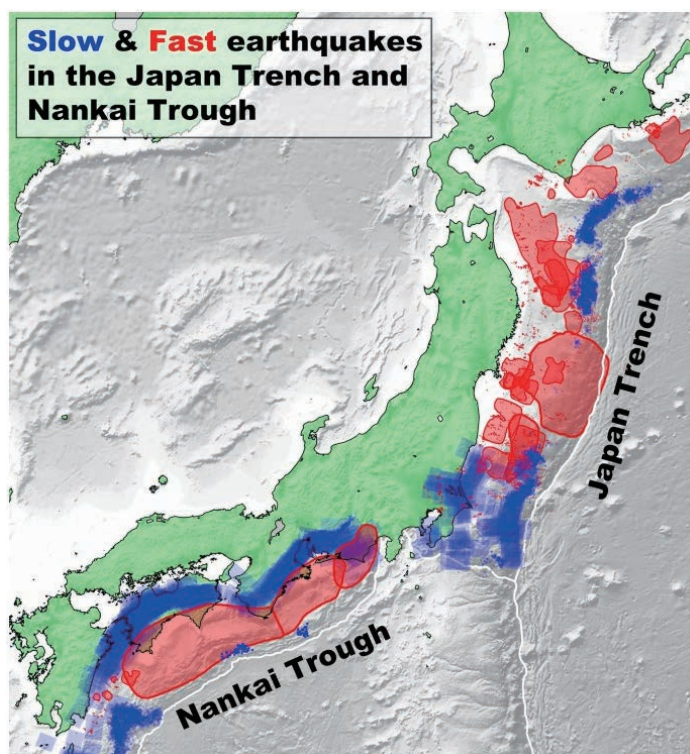 Slow & Fast earthquakes
in the Japan Trench and
Nankai Trough
Japan Trench
Nankai Trough